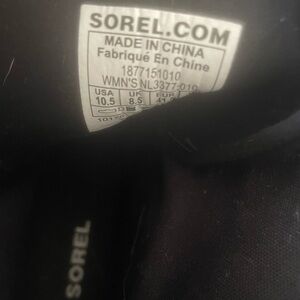 SOREL.COM
MADE IN CHINA
Fabriqué En Chine
1877151010
WMN'S NL3377-010
USA UK EUR
10.5 8.5
SOREL